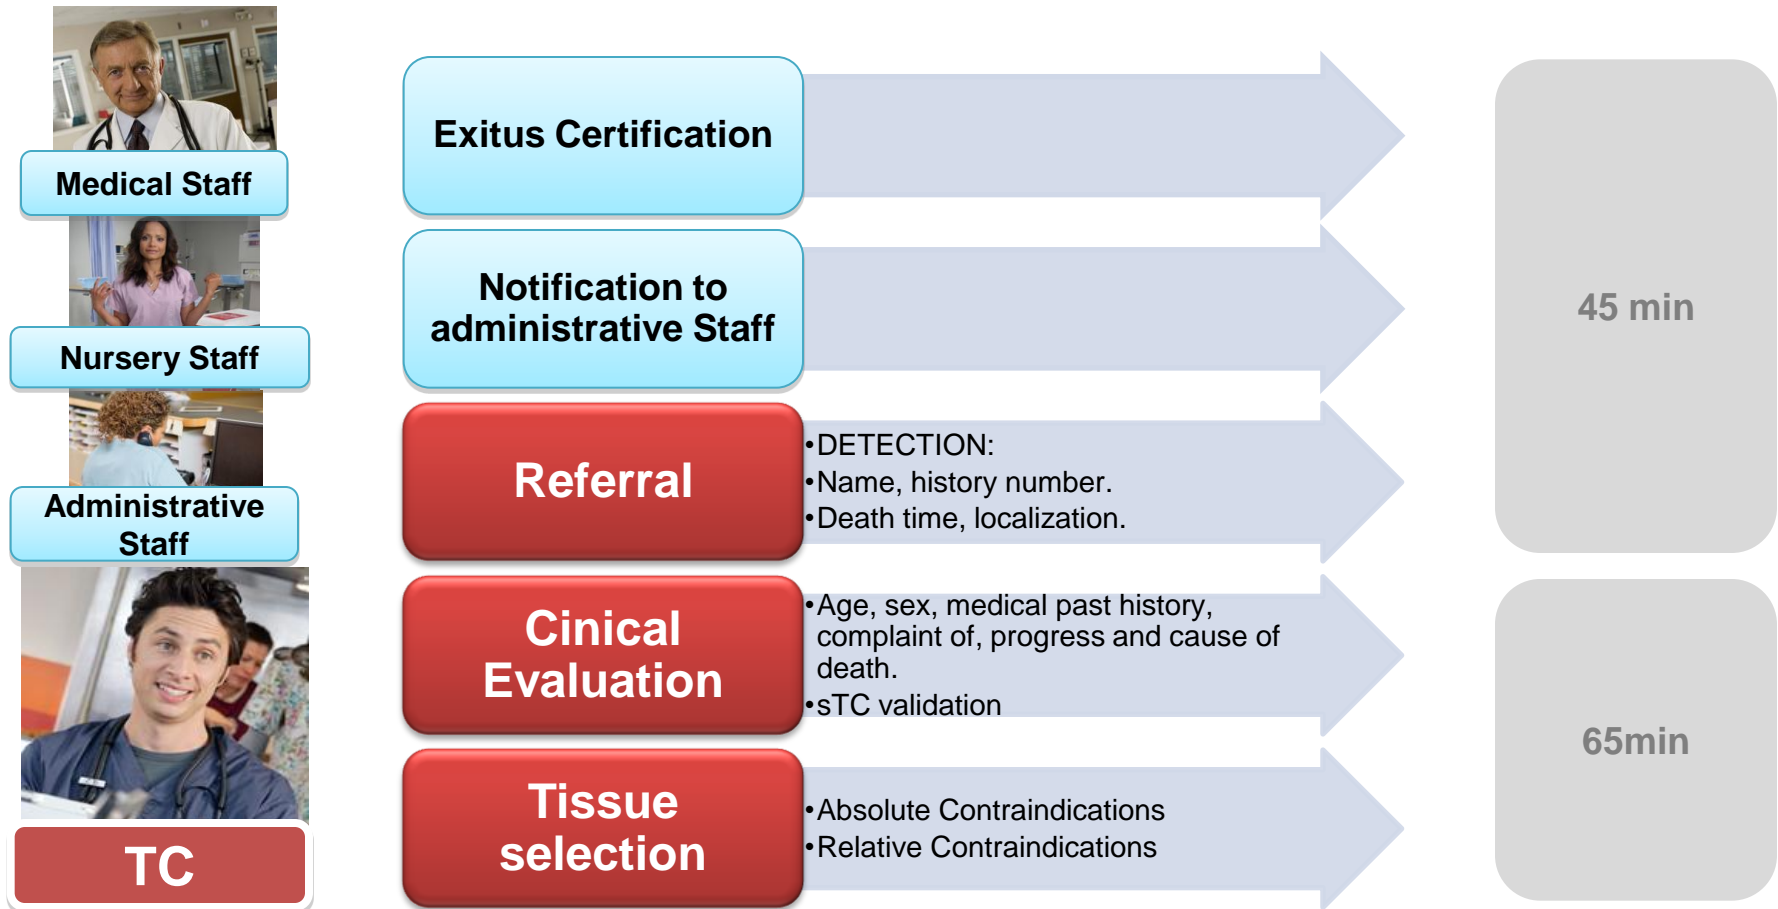 Medical Staff
Nursery Staff
Administrative
Staff
TC
Exitus Certification
Notification to
administrative Staff
Referral
•DETECTION:
•Name, history number.
•Death time, localization.
45 min
Cinical
Evaluation
•Age, sex, medical past history,
complaint of, progress and cause of
death.
•sTC validation
Tissue
selection
•Absolute Contraindications
•Relative Contraindications
65min